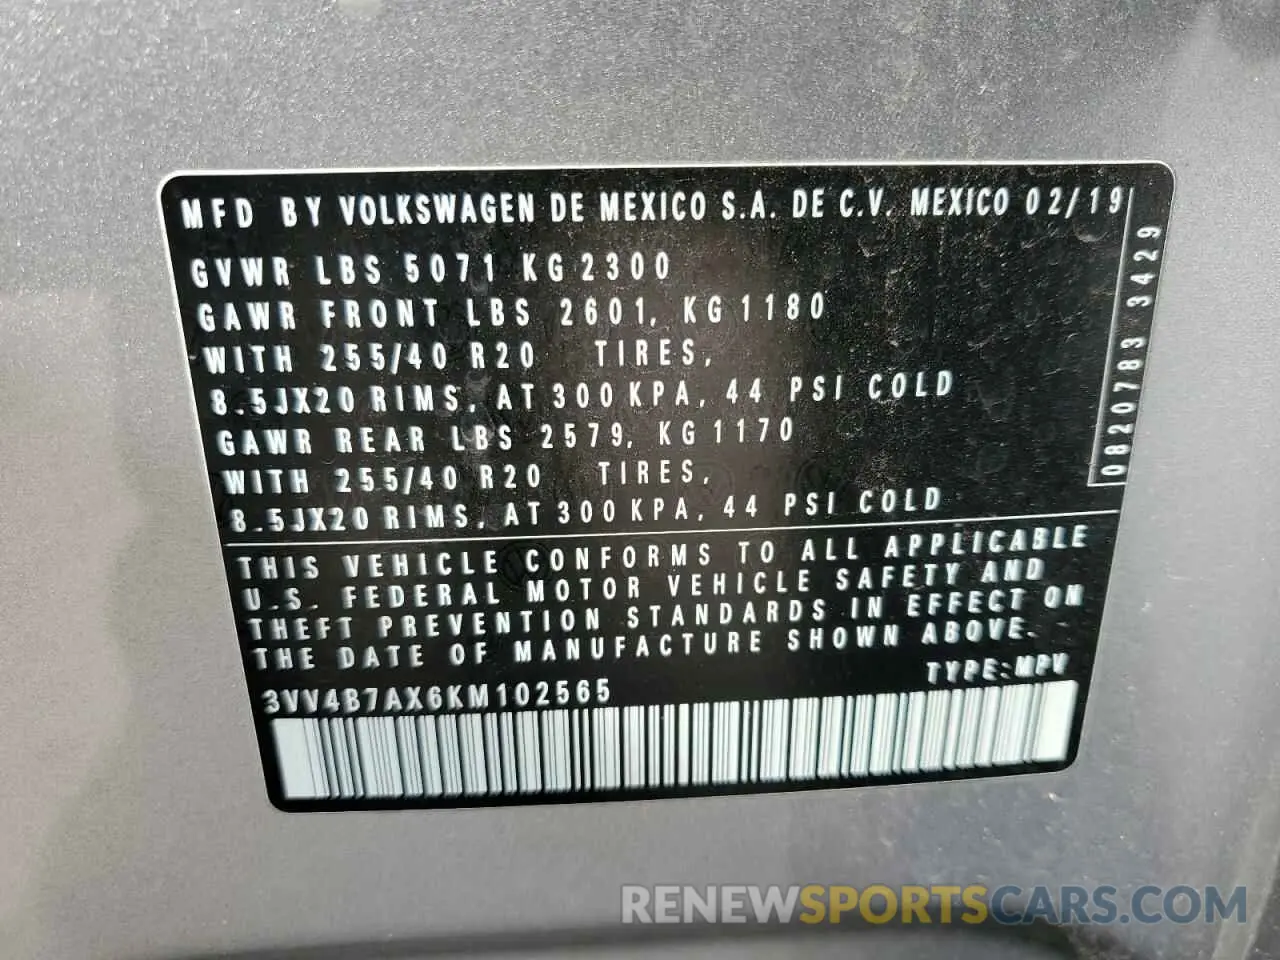 MFD BY VOLKSWAGEN DE MEXICO S.A. DE C.V. MEXICO 02/19
GVWR LBS 5071 KG 2300
GAWR FRONT LBS 2601, KG 1180
WITH 255/40 R20 TIRES,
8.5JX20 RIMS, AT 300 KPA, 44 PSI COLD
GAWR REAR LBS 2579, KG 1170
WITH 255/40 R20 TIRES,
8.5JX20 RIMS, AT 300 KPA, 44 PSI COLD
0820783 3429
THIS VEHICLE CONFORMS TO ALL APPLICABLE
U.S. FEDERAL MOTOR VEHICLE SAFETY AND
THEFT PREVENTION STANDARDS IN EFFECT ON
THE DATE OF MANUFACTURE SHOWN ABOVE.
TYPE: MPV
3VV4B7AX6KM102565
RENEWSPORTSCARS.COM